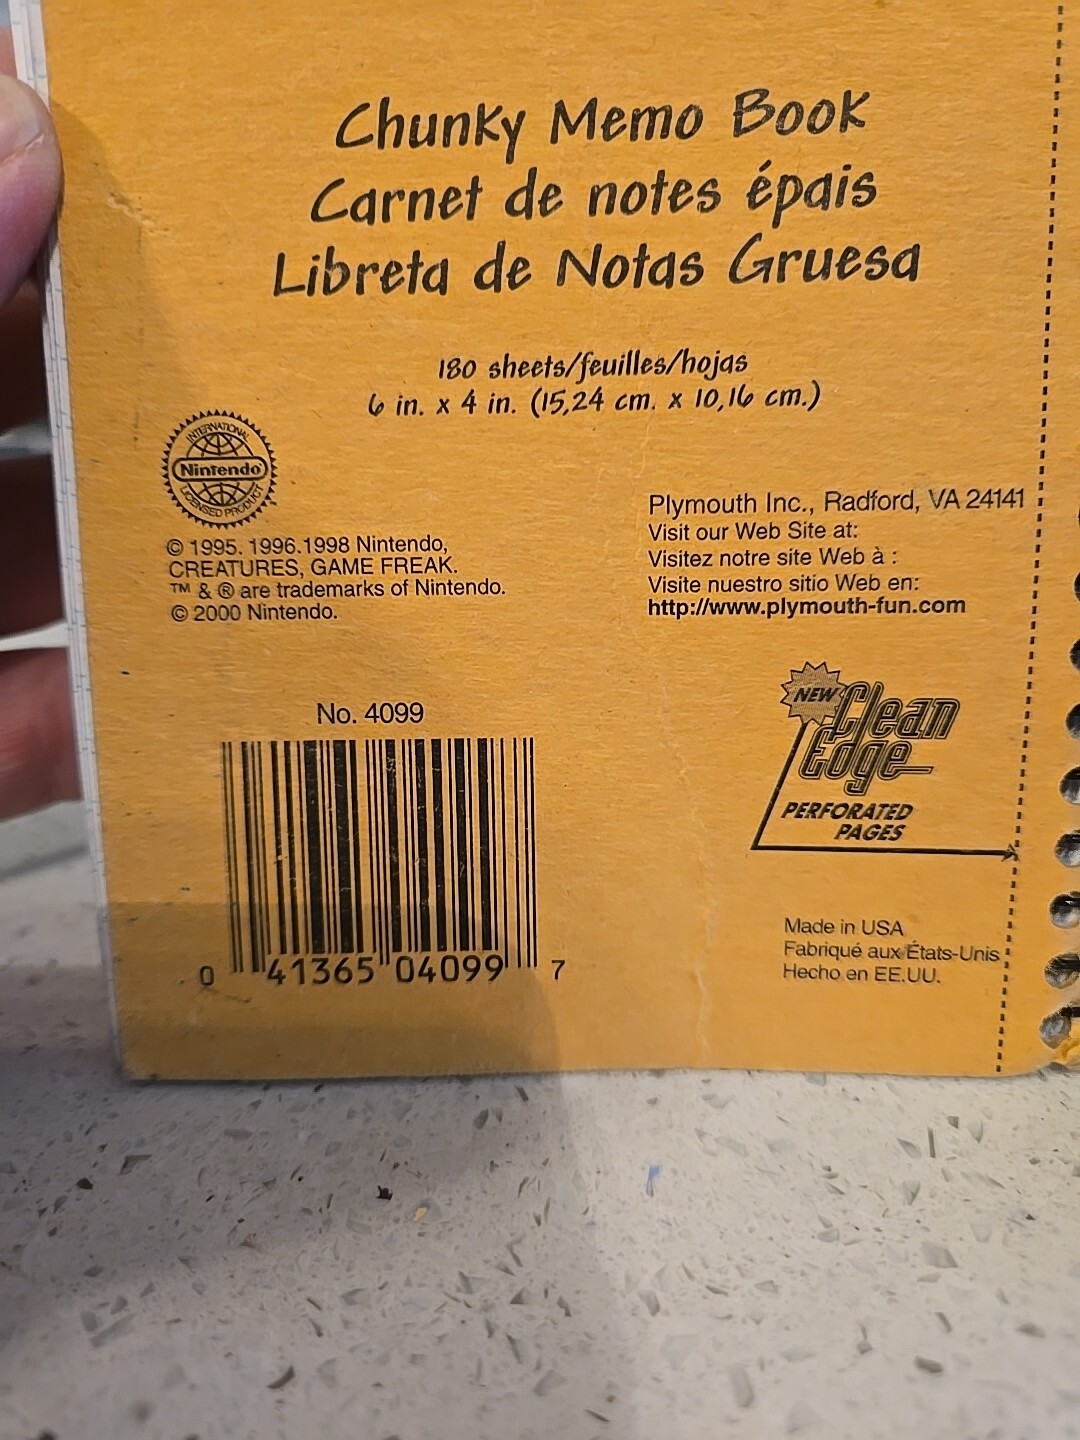 Chunky Memo Book
Carnet de notes épais
Libreta de Notas Gruesa
180 sheets/feuilles/hojas
6 in. x 4 in. (15,24 cm. x 10,16 cm.)
INTERNATIONAL
Nintendo®
LICENSED PRODUCT
© 1995. 1996.1998 Nintendo,
CREATURES, GAME FREAK.
™ & ® are trademarks of Nintendo.
© 2000 Nintendo.
Plymouth Inc., Radford, VA 24141
Visit our Web Site at:
Visitez notre site Web à :
Visite nuestro sitio Web en:
http://www.plymouth-fun.com
No. 4099
0 41365 04099 7
NEW
Clean
Edge
PERFORATED
PAGES
Made in USA
Fabriqué aux États-Unis
Hecho en EE.UU.